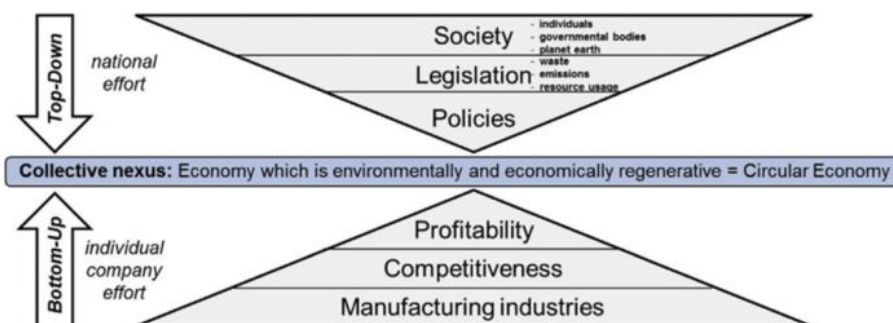 Top-Down
national
effort
Society
- individuals
- governmental bodies
- planet earth
Legislation
- waste
- emissions
- resource usage
Policies
Collective nexus: Economy which is environmentally and economically regenerative = Circular Economy
Bottom-Up
individual
company
effort
Profitability
Competitiveness
Manufacturing industries